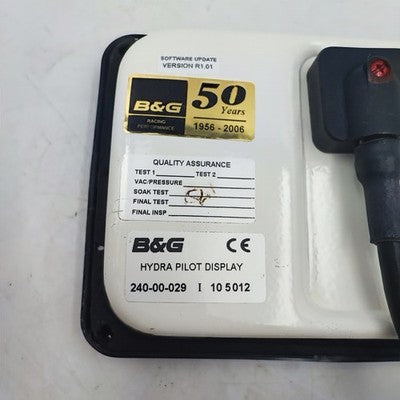 SOFTWARE UPDATE
VERSION R1.01
B&G
RACING
PERFORMANCE
50
Years
1956 - 2006
QUALITY ASSURANCE
TEST 1 TEST 2
VAC/PRESSURE
SOAK TEST
FINAL TEST
FINAL INSP
B&G CE
HYDRA PILOT DISPLAY
240-00-029 I 10 5012